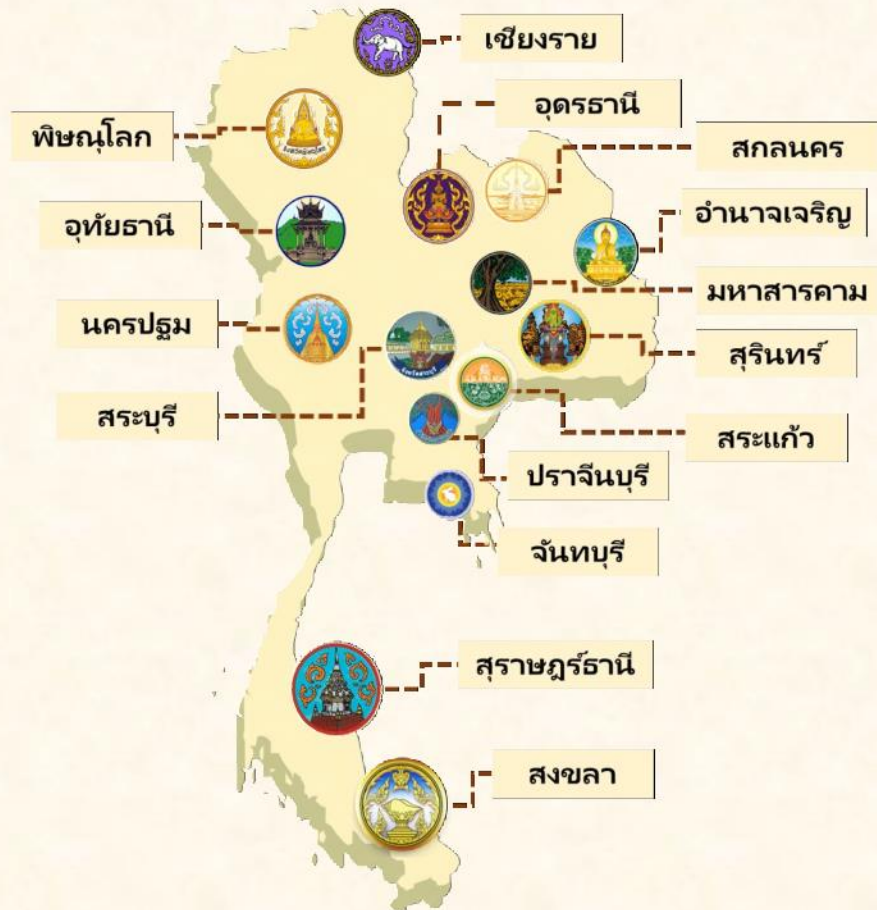 เชียงราย
อุดรธานี
พิษณุโลก
สกลนคร
อุทัยธานี
อำนาจเจริญ
มหาสารคาม
นครปฐม
สุรินทร์
สระบุรี
สระแก้ว
ปราจีนบุรี
จันทบุรี
สุราษฎร์ธานี
สงขลา